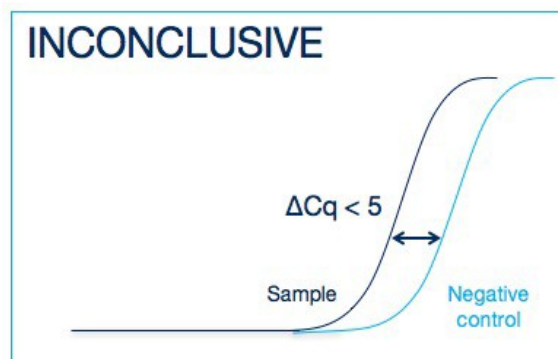 INCONCLUSIVE
ΔCq < 5
Sample
Negative
control